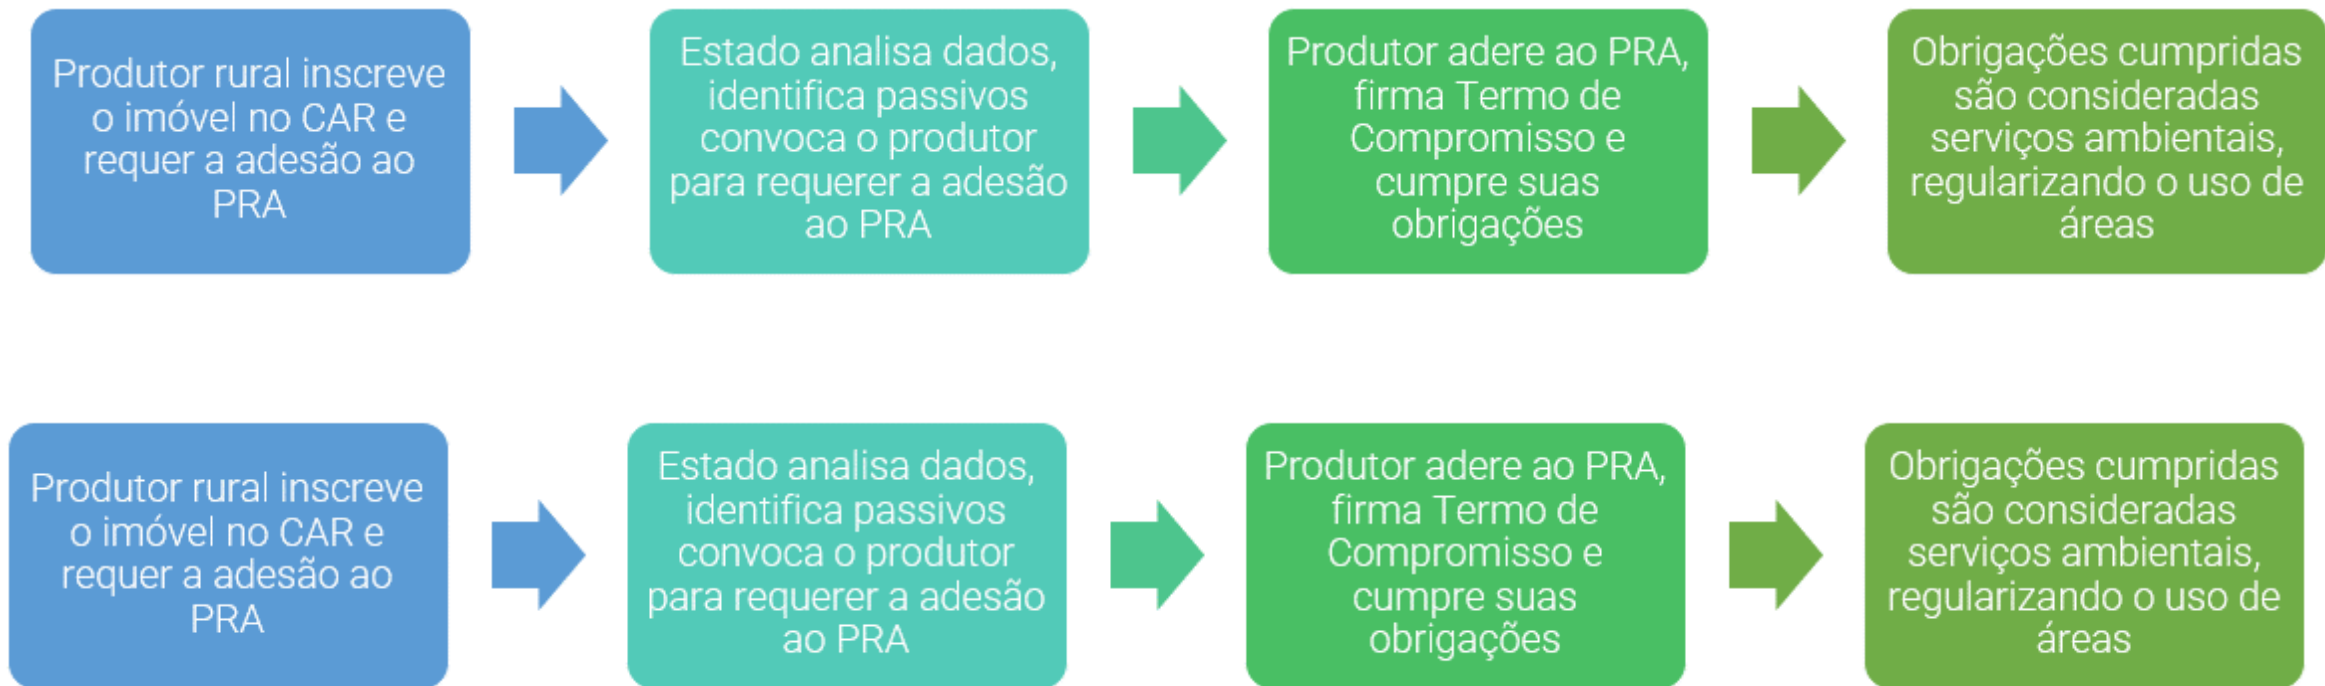 Produtor rural inscreve
o imóvel no CAR e
requer a adesão ao
PRA
Estado analisa dados,
identifica passivos
convoca o produtor
para requerer a adesão
ao PRA
Produtor adere ao PRA,
firma Termo de
Compromisso e
cumpre suas
obrigações
Obrigações cumpridas
são consideradas
serviços ambientais,
regularizando o uso de
áreas
Produtor rural inscreve
o imóvel no CAR e
requer a adesão ao
PRA
Estado analisa dados,
identifica passivos
convoca o produtor
para requerer a adesão
ao PRA
Produtor adere ao PRA,
firma Termo de
Compromisso e
cumpre suas
obrigações
Obrigações cumpridas
são consideradas
serviços ambientais,
regularizando o uso de
áreas